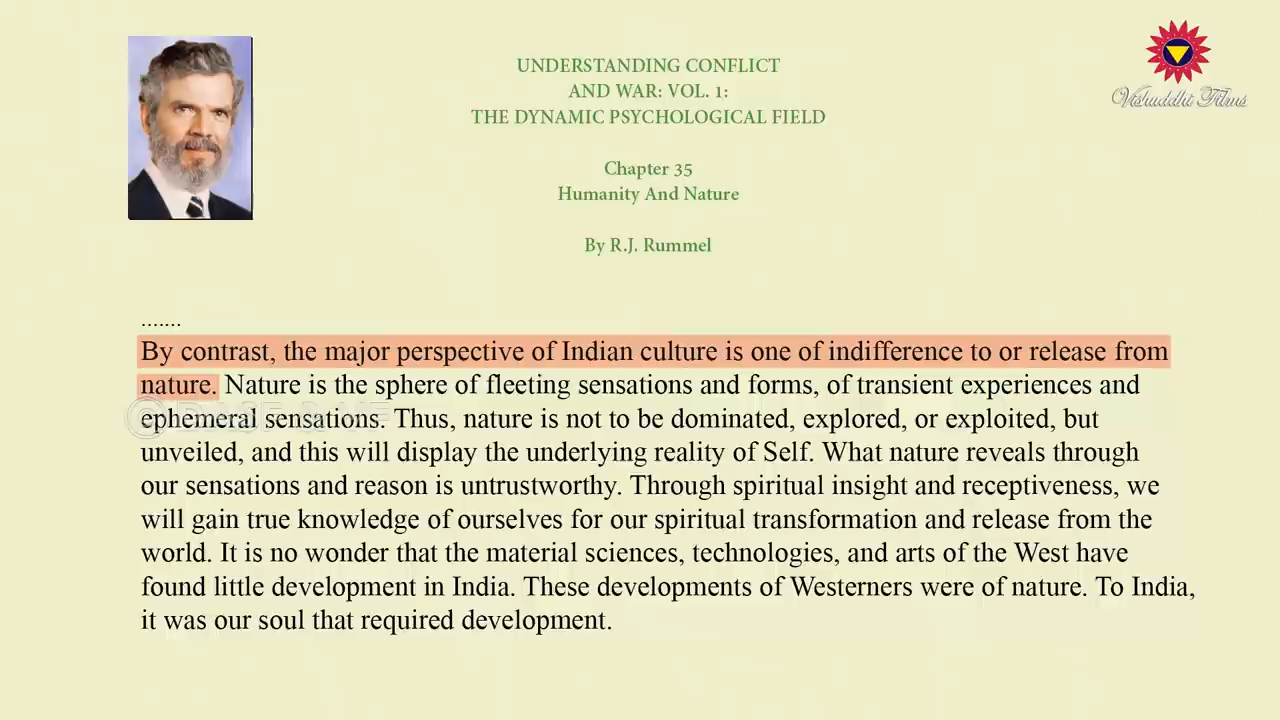 UNDERSTANDING CONFLICT
AND WAR: VOL. 1:
THE DYNAMIC PSYCHOLOGICAL FIELD
Chapter 35
Humanity And Nature
By R.J. Rummel
Vishuddhi Films
.......
By contrast, the major perspective of Indian culture is one of indifference to or release from
nature. Nature is the sphere of fleeting sensations and forms, of transient experiences and
ephemeral sensations. Thus, nature is not to be dominated, explored, or exploited, but
unveiled, and this will display the underlying reality of Self. What nature reveals through
our sensations and reason is untrustworthy. Through spiritual insight and receptiveness, we
will gain true knowledge of ourselves for our spiritual transformation and release from the
world. It is no wonder that the material sciences, technologies, and arts of the West have
found little development in India. These developments of Westerners were of nature. To India,
it was our soul that required development.